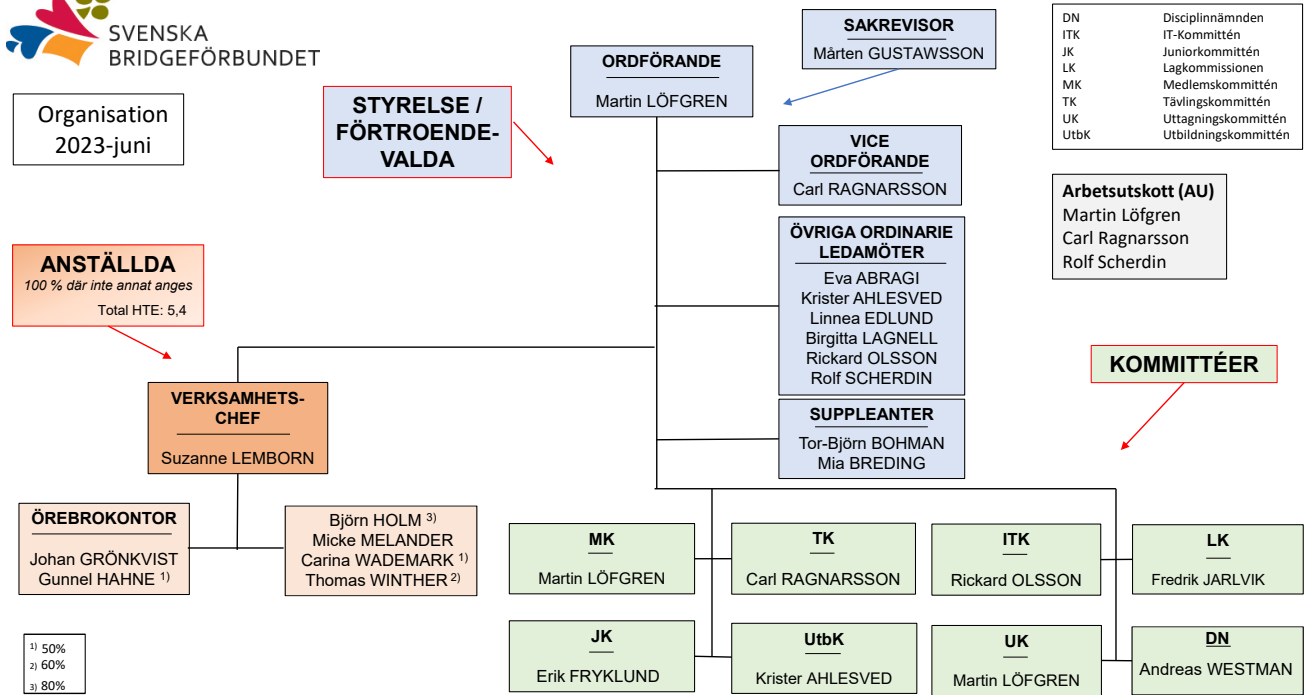 SVENSKA
BRIDGEFÖRBUNDET
Organisation
2023-juni
STYRELSE /
FÖRTROENDE-
VALDA
ORDFÖRANDE
Martin LÖFGREN
SAKREVISOR
Mårten GUSTAWSSON
DN Disciplinnämnden
ITK IT-Kommittén
JK Juniorkommittén
LK Lagkommissionen
MK Medlemskommittén
TK Tävlingskommittén
UK Uttagningskommittén
UtbK Utbildningskommittén
VICE
ORDFÖRANDE
Carl RAGNARSSON
Arbetsutskott (AU)
Martin Löfgren
Carl Ragnarsson
Rolf Scherdin
ÖVRIGA ORDINARIE
LEDAMÖTER
Eva ABRAGI
Krister AHLESVED
Linnea EDLUND
Birgitta LAGNELL
Rickard OLSSON
Rolf SCHERDIN
ANSTÄLLDA
100 % där inte annat anges
Total HTE: 5,4
KOMMITTÉER
VERKSAMHETS-
CHEF
Suzanne LEMBORN
SUPPLEANTER
Tor-Björn BOHMAN
Mia BREDING
ÖREBROKONTOR
Johan GRÖNKVIST
Gunnel HAHNE 1)
Björn HOLM 3)
Micke MELANDER
Carina WADEMARK 1)
Thomas WINTHER 2)
MK
Martin LÖFGREN
TK
Carl RAGNARSSON
ITK
Rickard OLSSON
LK
Fredrik JARLVIK
JK
Erik FRYKLUND
UtbK
Krister AHLESVED
UK
Martin LÖFGREN
DN
Andreas WESTMAN
1) 50%
2) 60%
3) 80%